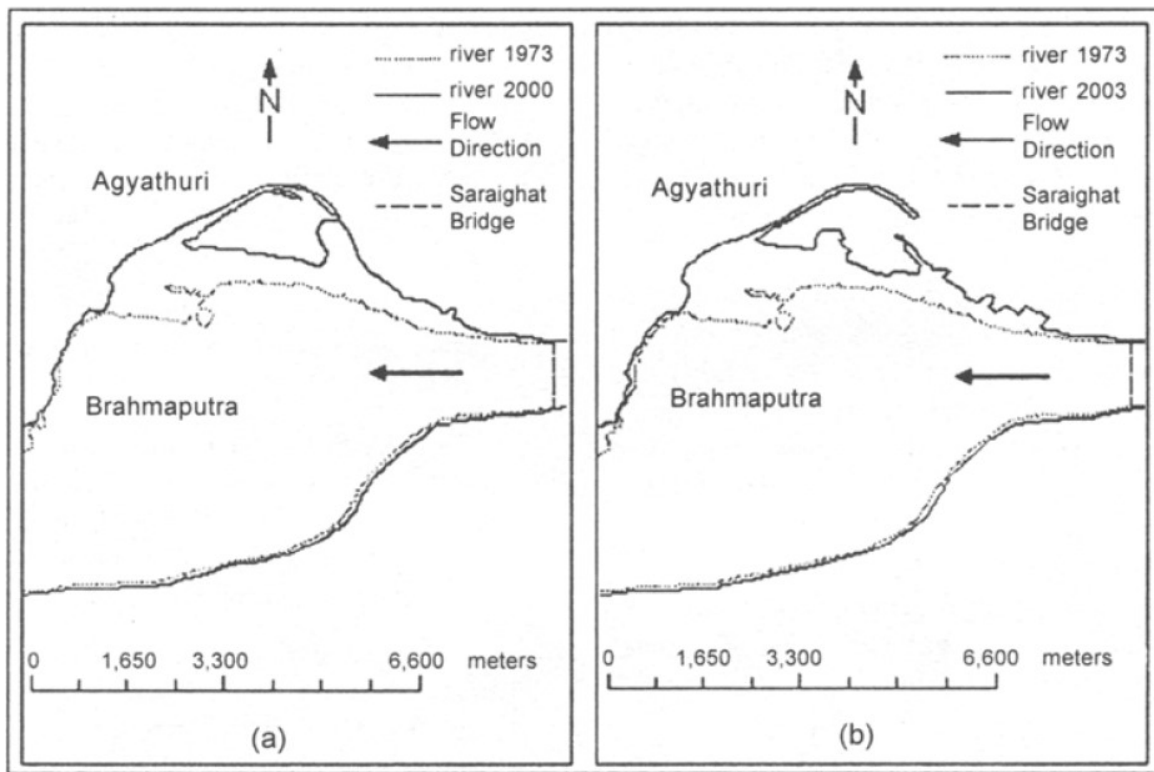 river 1973
river 2000
N
Flow
Direction
Agyathuri
Saraighat
Bridge
Brahmaputra
0 1,650 3,300 6,600 meters
(a)
river 1973
river 2003
N
Flow
Direction
Agyathuri
Saraighat
Bridge
Brahmaputra
0 1,650 3,300 6,600 meters
(b)